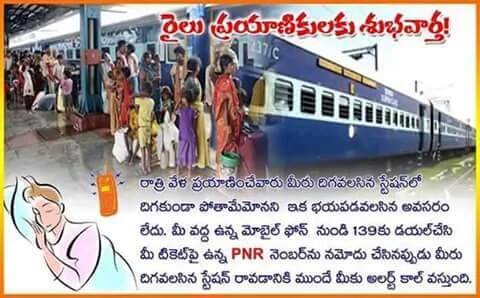 రైలు ప్రయాణికులకు శుభవార్త!
237/C
రాత్రి వేళ ప్రయాణించేవారు మీరు దిగవలసిన స్టేషన్‌లో
దిగకుండా పోతామేమోనని ఇక భయపడవలసిన అవసరం
లేదు. మీ వద్ద ఉన్న మోబైల్ ఫోన్ నుండి 139కు డయల్‌చేసి
మీ టికెట్‌పై ఉన్న PNR నెంబర్‌ను నమోదు చేసినప్పుడు మీరు
దిగవలసిన స్టేషన్ రావడానికి ముందే మీకు అలర్ట్ కాల్ వస్తుంది.